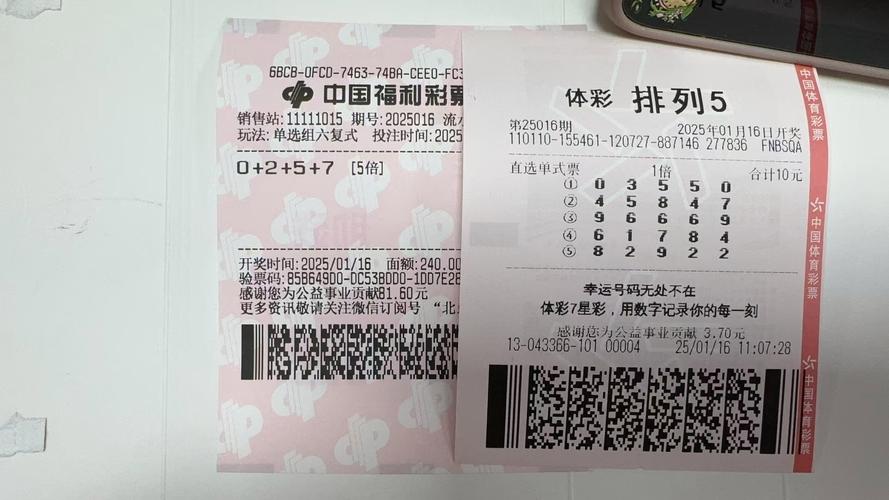 6BCB-0FCD-7463-74BA-CEE0-FC3
中国福利彩票
销售站:11111015 期号:2025016 流水
玩法:单选组六复式 投注时间:2025
0+2+5+7 [5倍]
开奖时间:2025/01/16 面额:240.00
验票码:85B649D0-DC53BDD0-1DD7E28
感谢您为公益事业贡献81.60元
更多资讯敬请关注微信订阅号 “北
体彩 排列5
第25016期 2025年01月16日开奖
110110-155461-120727-887146 277836 FNBSQA
直选单式票 1倍 合计10元
① 0 3 5 5 0
② 4 5 8 4 7
③ 9 6 6 6 9
④ 6 1 7 8 4
⑤ 8 2 9 2 2
幸运号码无处不在
体彩7星彩，用数字记录你的每一刻
感谢您为公益事业贡献 3.70元
13-043366-101 00004 25/01/16 11:07:28
中国体育彩票
中国体育彩票
中国体育彩票